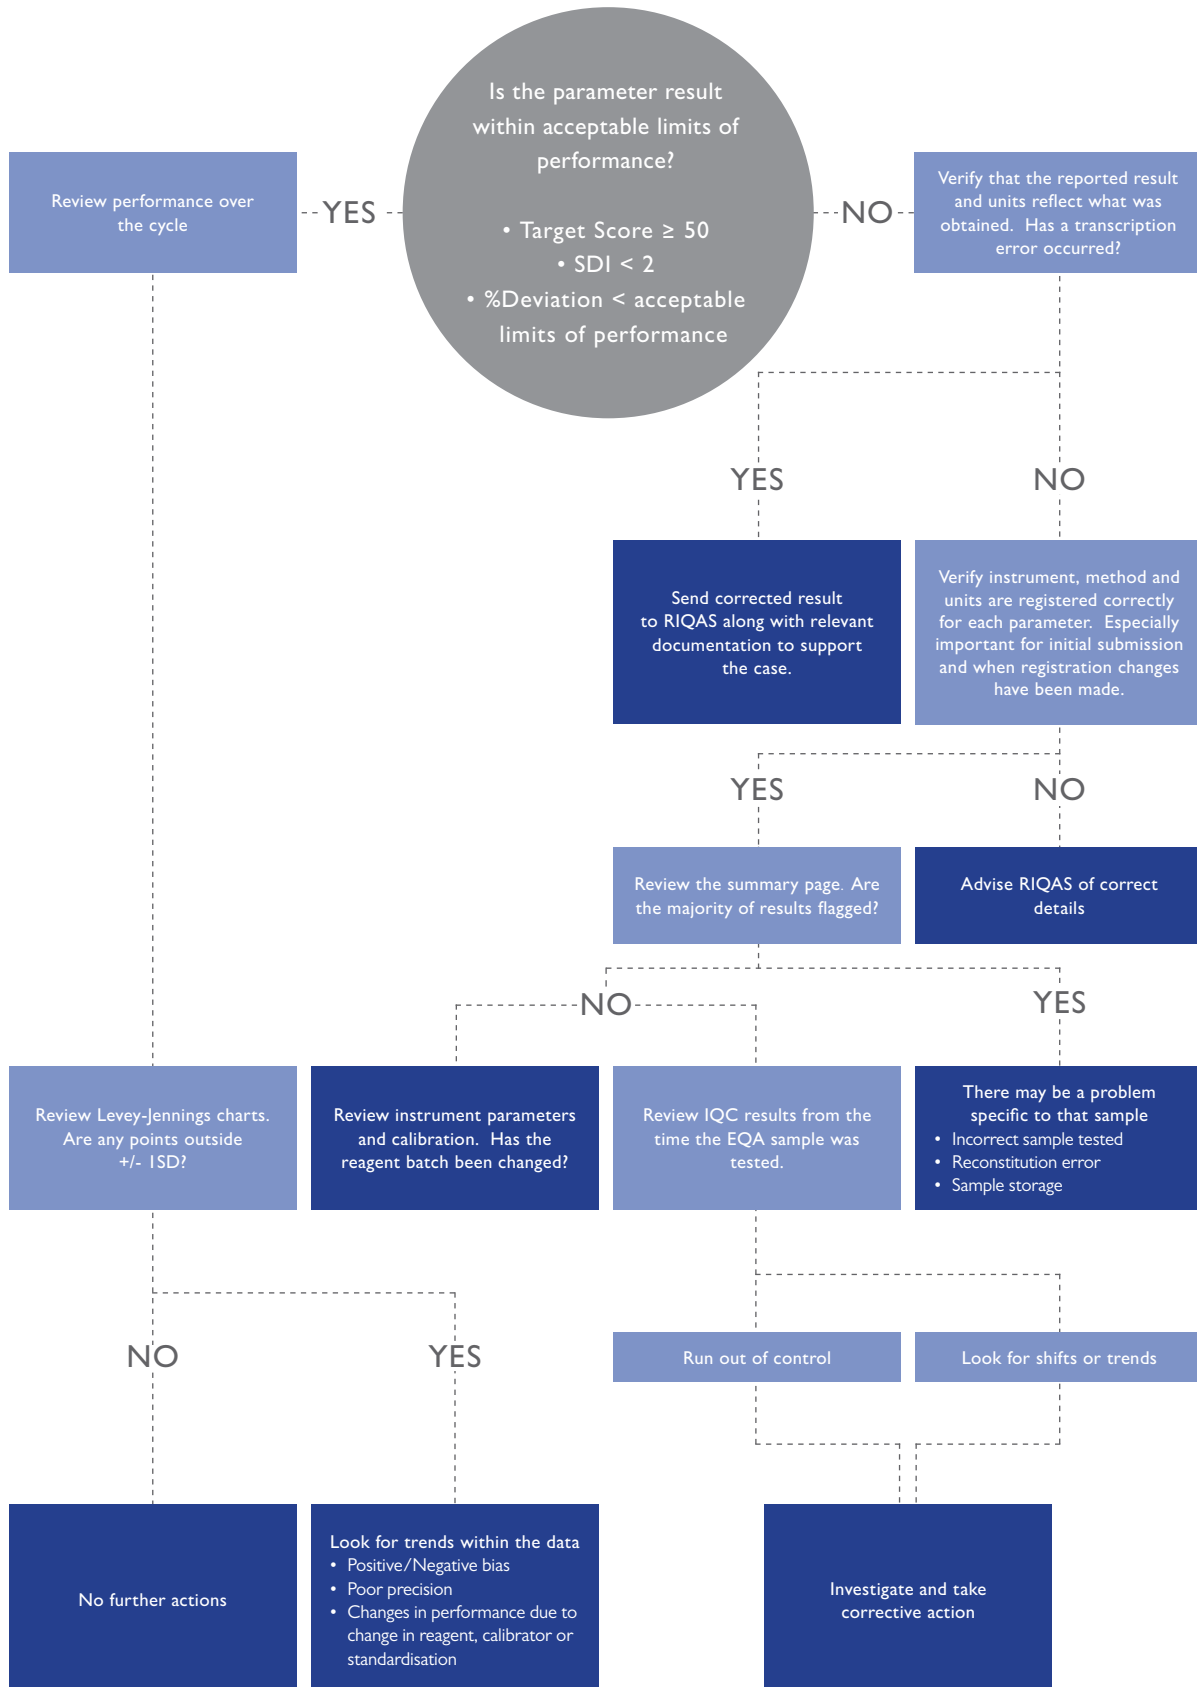 Is the parameter result
within acceptable limits of
performance?
• Target Score ≥ 50
• SDI < 2
• %Deviation < acceptable
limits of performance
YES
NO
Review performance over
the cycle
Verify that the reported result
and units reflect what was
obtained. Has a transcription
error occurred?
YES
NO
Send corrected result
to RIQAS along with relevant
documentation to support
the case.
Verify instrument, method and
units are registered correctly
for each parameter. Especially
important for initial submission
and when registration changes
have been made.
YES
NO
Review the summary page. Are
the majority of results flagged?
Advise RIQAS of correct
details
NO
YES
Review Levey-Jennings charts.
Are any points outside
+/- 1SD?
Review instrument parameters
and calibration. Has the
reagent batch been changed?
Review IQC results from the
time the EQA sample was
tested.
There may be a problem
specific to that sample
• Incorrect sample tested
• Reconstitution error
• Sample storage
NO
YES
Run out of control
Look for shifts or trends
No further actions
Look for trends within the data
• Positive/Negative bias
• Poor precision
• Changes in performance due to
change in reagent, calibrator or
standardisation
Investigate and take
corrective action